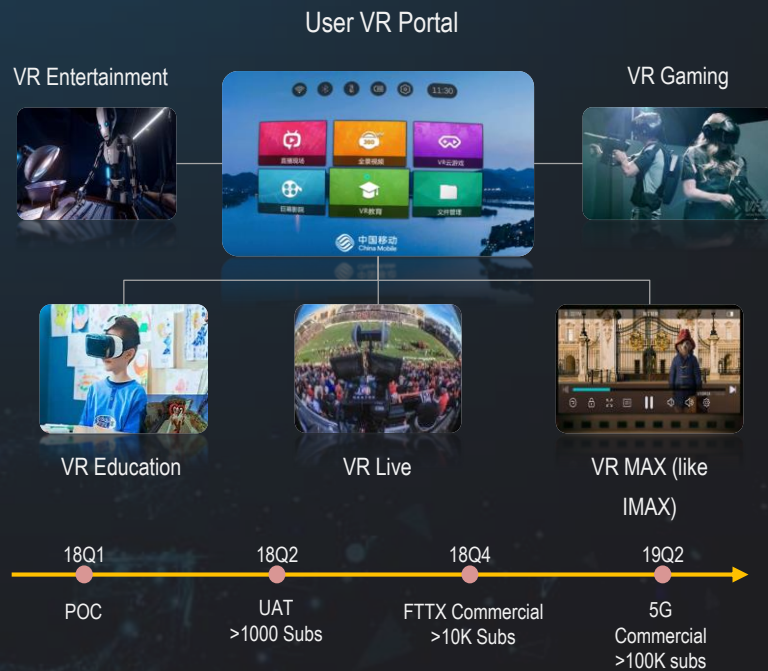 User VR Portal
VR Entertainment
VR Gaming
11:30
360
直播现场
全景视频
VR云游戏
巨幕影院
VR教育
文件管理
中国移动
China Mobile
VR Education
VR Live
VR MAX (like
IMAX)
18Q1
18Q2
18Q4
19Q2
POC
UAT
>1000 Subs
FTTX Commercial
>10K Subs
5G
Commercial
>100K subs